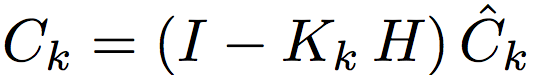 C_k = (I − K_k H) Ĉ_k